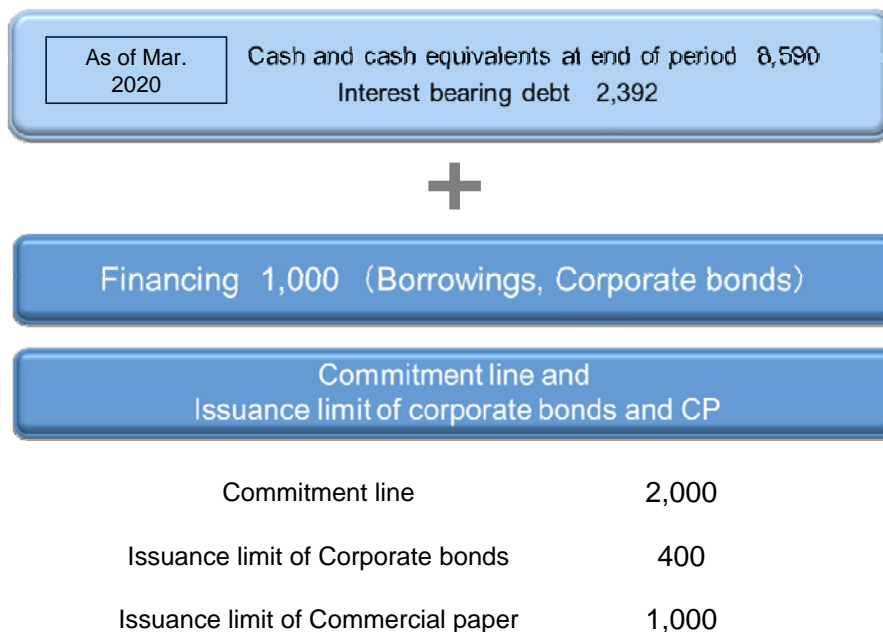 As of Mar.
2020
Cash and cash equivalents at end of period 8,590
Interest bearing debt 2,392
+
Financing 1,000 （Borrowings, Corporate bonds）
Commitment line and
Issuance limit of corporate bonds and CP
Commitment line 2,000
Issuance limit of Corporate bonds 400
Issuance limit of Commercial paper 1,000